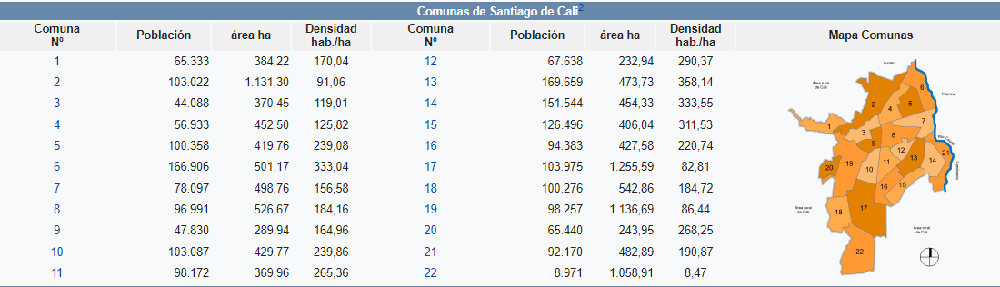 Comunas de Santiago de Cali2
Comuna Nº Población área ha Densidad hab./ha Comuna Nº Población área ha Densidad hab./ha Mapa Comunas
1 65.333 384,22 170,04 12 67.638 232,94 290,37
2 103.022 1.131,30 91,06 13 169.659 473,73 358,14
3 44.088 370,45 119,01 14 151.544 454,33 333,55
4 56.933 452,50 125,82 15 126.496 406,04 311,53
5 100.358 419,76 239,08 16 94.383 427,58 220,74
6 166.906 501,17 333,04 17 103.975 1.255,59 82,81
7 78.097 498,76 156,58 18 100.276 542,86 184,72
8 96.991 526,67 184,16 19 98.257 1.136,69 86,44
9 47.830 289,94 164,96 20 65.440 243,95 268,25
10 103.087 429,77 239,86 21 92.170 482,89 190,87
11 98.172 369,96 265,36 22 8.971 1.058,91 8,47
Yumbo
Área rural
de Cali
6
Palmira
2
4
5
1
3
7
8
Río Cauca
9
12
21
20
19
10
11
13
14
Candelaria
16
15
Área rural
de Cali
18
17
Área rural
de Cali
22